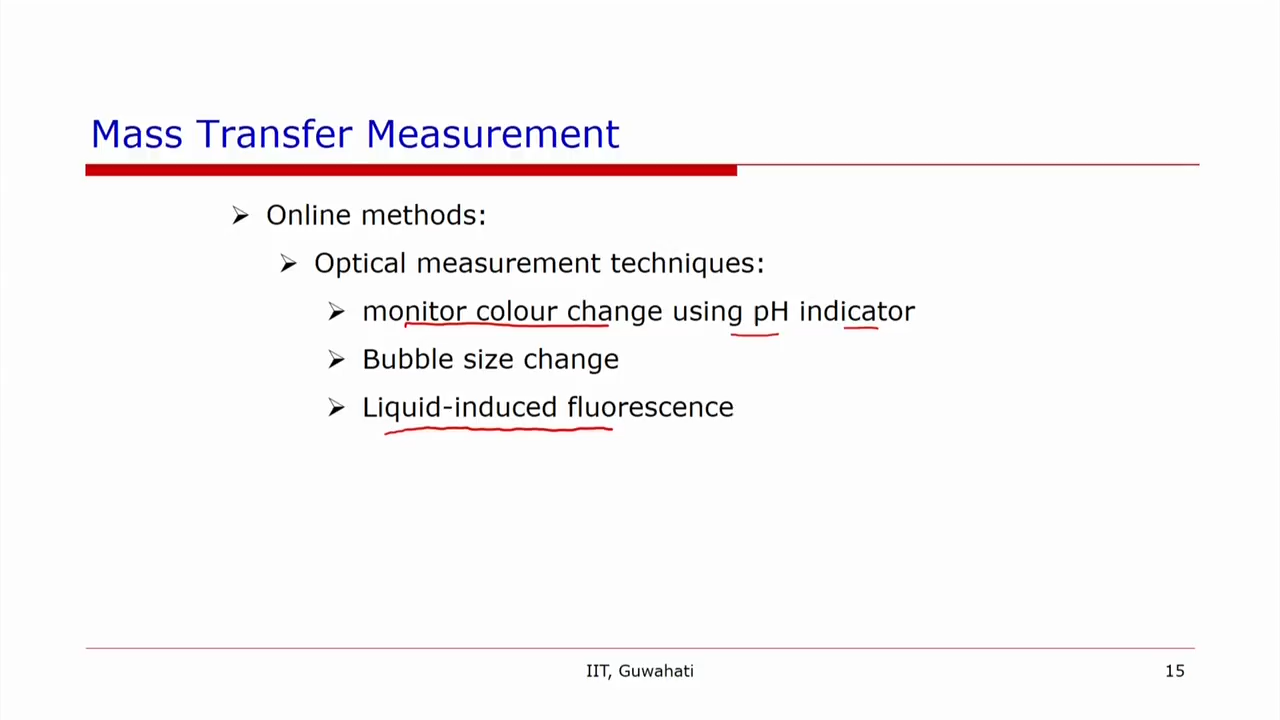 Mass Transfer Measurement
Online methods:
Optical measurement techniques:
monitor colour change using pH indicator
Bubble size change
Liquid-induced fluorescence
IIT, Guwahati
15